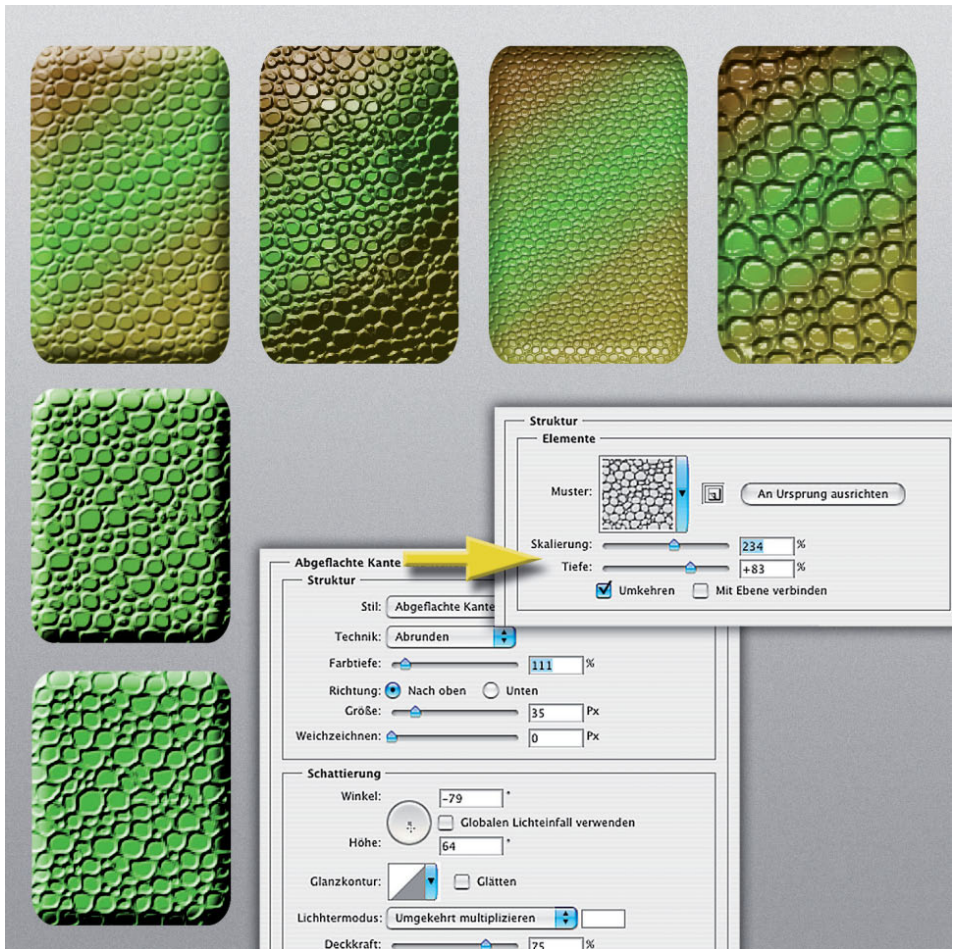 Struktur
Elemente
Muster:
An Ursprung ausrichten
Skalierung: 234 %
Tiefe: +83 %
Umkehren Mit Ebene verbinden
Abgeflachte Kante
Struktur
Stil: Abgeflachte Kante
Technik: Abrunden
Farbtiefe: 111 %
Richtung: Nach oben Unten
Größe: 35 Px
Weichzeichnen: 0 Px
Schattierung
Winkel: -79 °
Globalen Lichteinfall verwenden
Höhe: 64 °
Glanzkontur: Glätten
Lichhtermodus: Umgekehrt multiplizieren
Deckkraft: 75 %